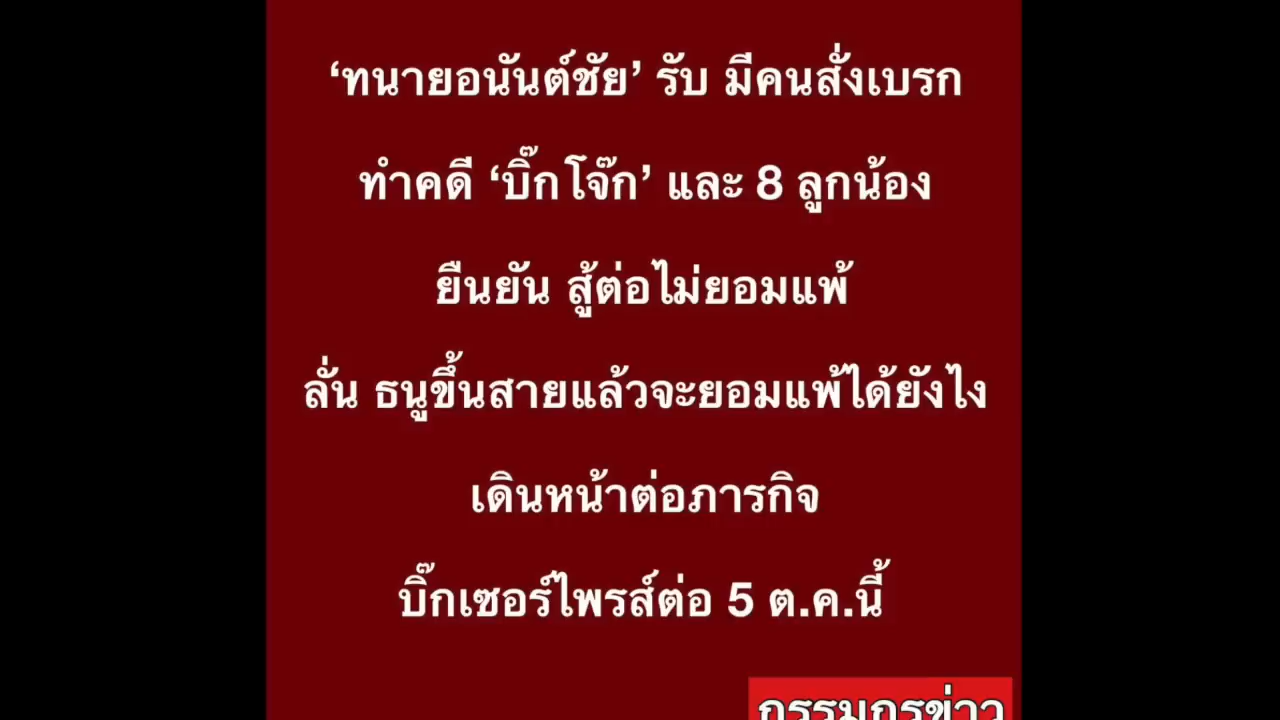 ‘ทนายอนันต์ชัย’ รับ มีคนสั่งเบรก
ทำคดี ‘บิ๊กโจ๊ก’ และ 8 ลูกน้อง
ยืนยัน สู้ต่อไม่ยอมแพ้
ลั่น ธนูขึ้นสายแล้วจะยอมแพ้ได้ยังไง
เดินหน้าต่อภารกิจ
บิ๊กเซอร์ไพรส์ต่อ 5 ต.ค.นี้
กรรมกรข่าว